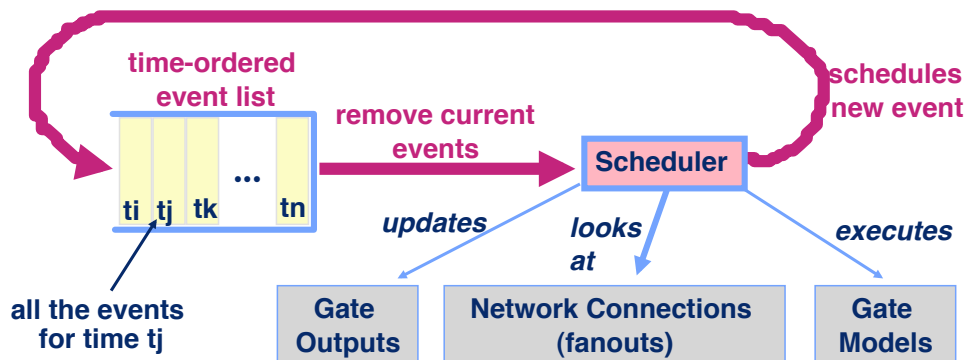 time-ordered
event list
schedules
new event
remove current
events
Scheduler
...
ti tj tk tn
updates
looks
at
executes
all the events
for time tj
Gate
Outputs
Network Connections
(fanouts)
Gate
Models